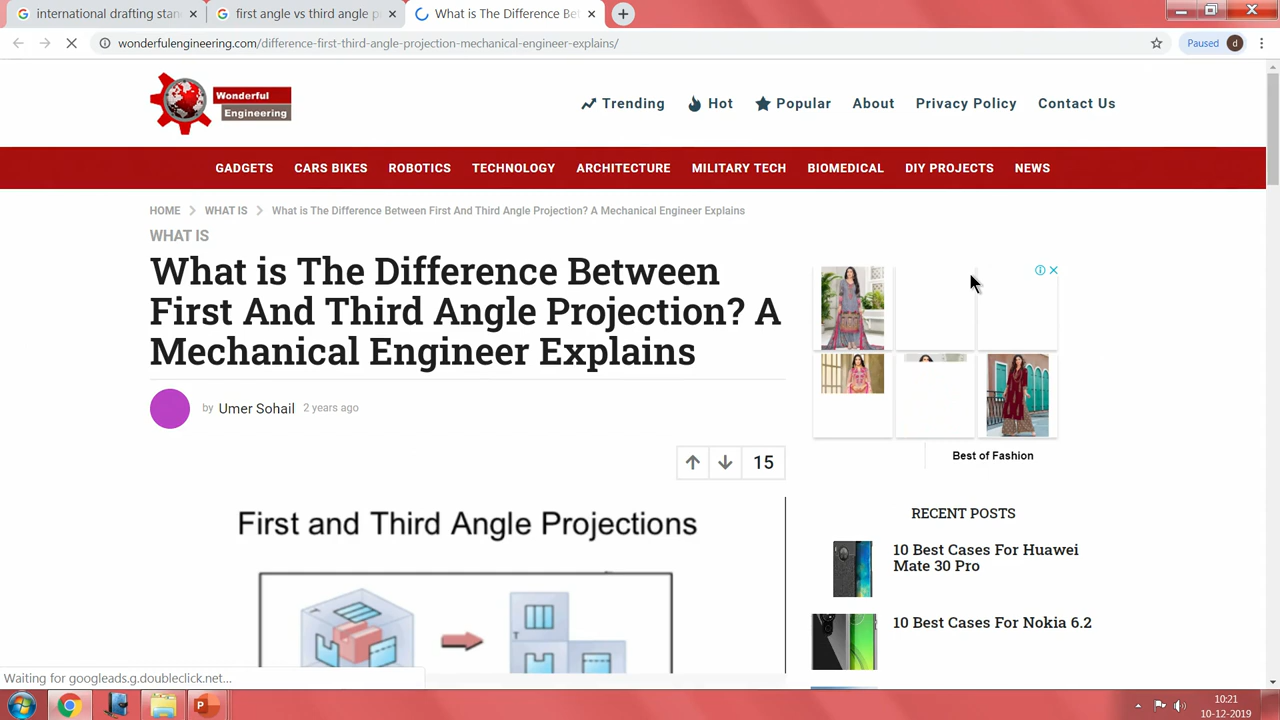 international drafting stan
first angle vs third angle p
What is The Difference Be
wonderfulengineering.com/difference-first-third-angle-projection-mechanical-engineer-explains/
Paused
d
Wonderful
Engineering
Trending
Hot
Popular
About
Privacy Policy
Contact Us
GADGETS
CARS BIKES
ROBOTICS
TECHNOLOGY
ARCHITECTURE
MILITARY TECH
BIOMEDICAL
DIY PROJECTS
NEWS
HOME
WHAT IS
What is The Difference Between First And Third Angle Projection? A Mechanical Engineer Explains
WHAT IS
What is The Difference Between
First And Third Angle Projection? A
Mechanical Engineer Explains
by Umer Sohail 2 years ago
15
First and Third Angle Projections
T
Best of Fashion
RECENT POSTS
10 Best Cases For Huawei
Mate 30 Pro
10 Best Cases For Nokia 6.2
Waiting for googleads.g.doubleclick.net...
10:21
10-12-2019